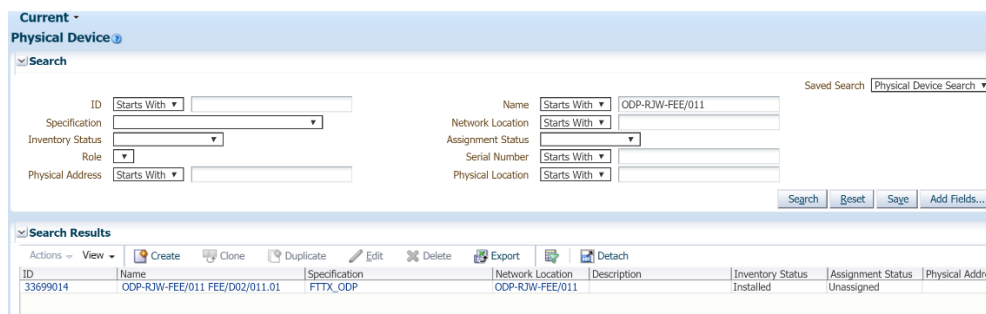 Current
Physical Device
Search
Saved Search Physical Device Search
ID Starts With Name Starts With ODP-RJW-FEE/011
Specification Network Location Starts With
Inventory Status Assignment Status
Role Serial Number Starts With
Physical Address Starts With Physical Location Starts With
Search Reset Save Add Fields...
Search Results
Actions View Create Clone Duplicate Edit Delete Export Detach
ID Name Specification Network Location Description Inventory Status Assignment Status Physical Addre
33699014 ODP-RJW-FEE/011 FEE/D02/011.01 FTTX_ODP ODP-RJW-FEE/011 Installed Unassigned